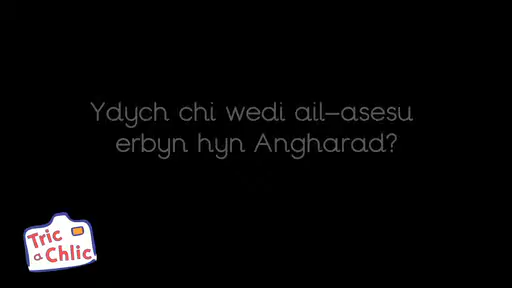 Ydych chi wedi ail-asesu
erbyn hyn Angharad?
Tric
a Chlic